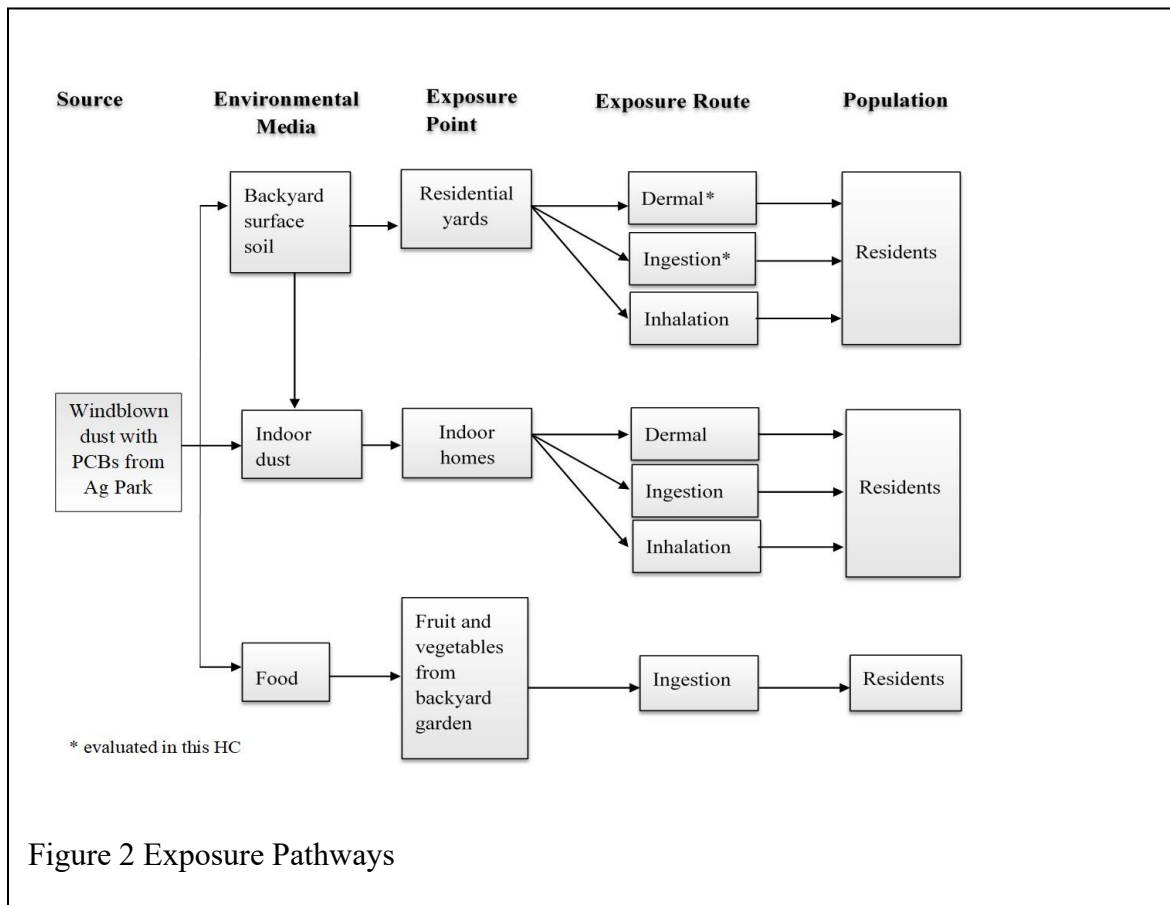 Source
Environmental
Media
Exposure
Point
Exposure Route
Population
Backyard
surface
soil
Residential
yards
Dermal*
Ingestion*
Inhalation
Residents
Windblown
dust with
PCBs from
Ag Park
Indoor
dust
Indoor
homes
Dermal
Ingestion
Inhalation
Residents
Food
Fruit and
vegetables
from
backyard
garden
Ingestion
Residents
* evaluated in this HC
Figure 2 Exposure Pathways